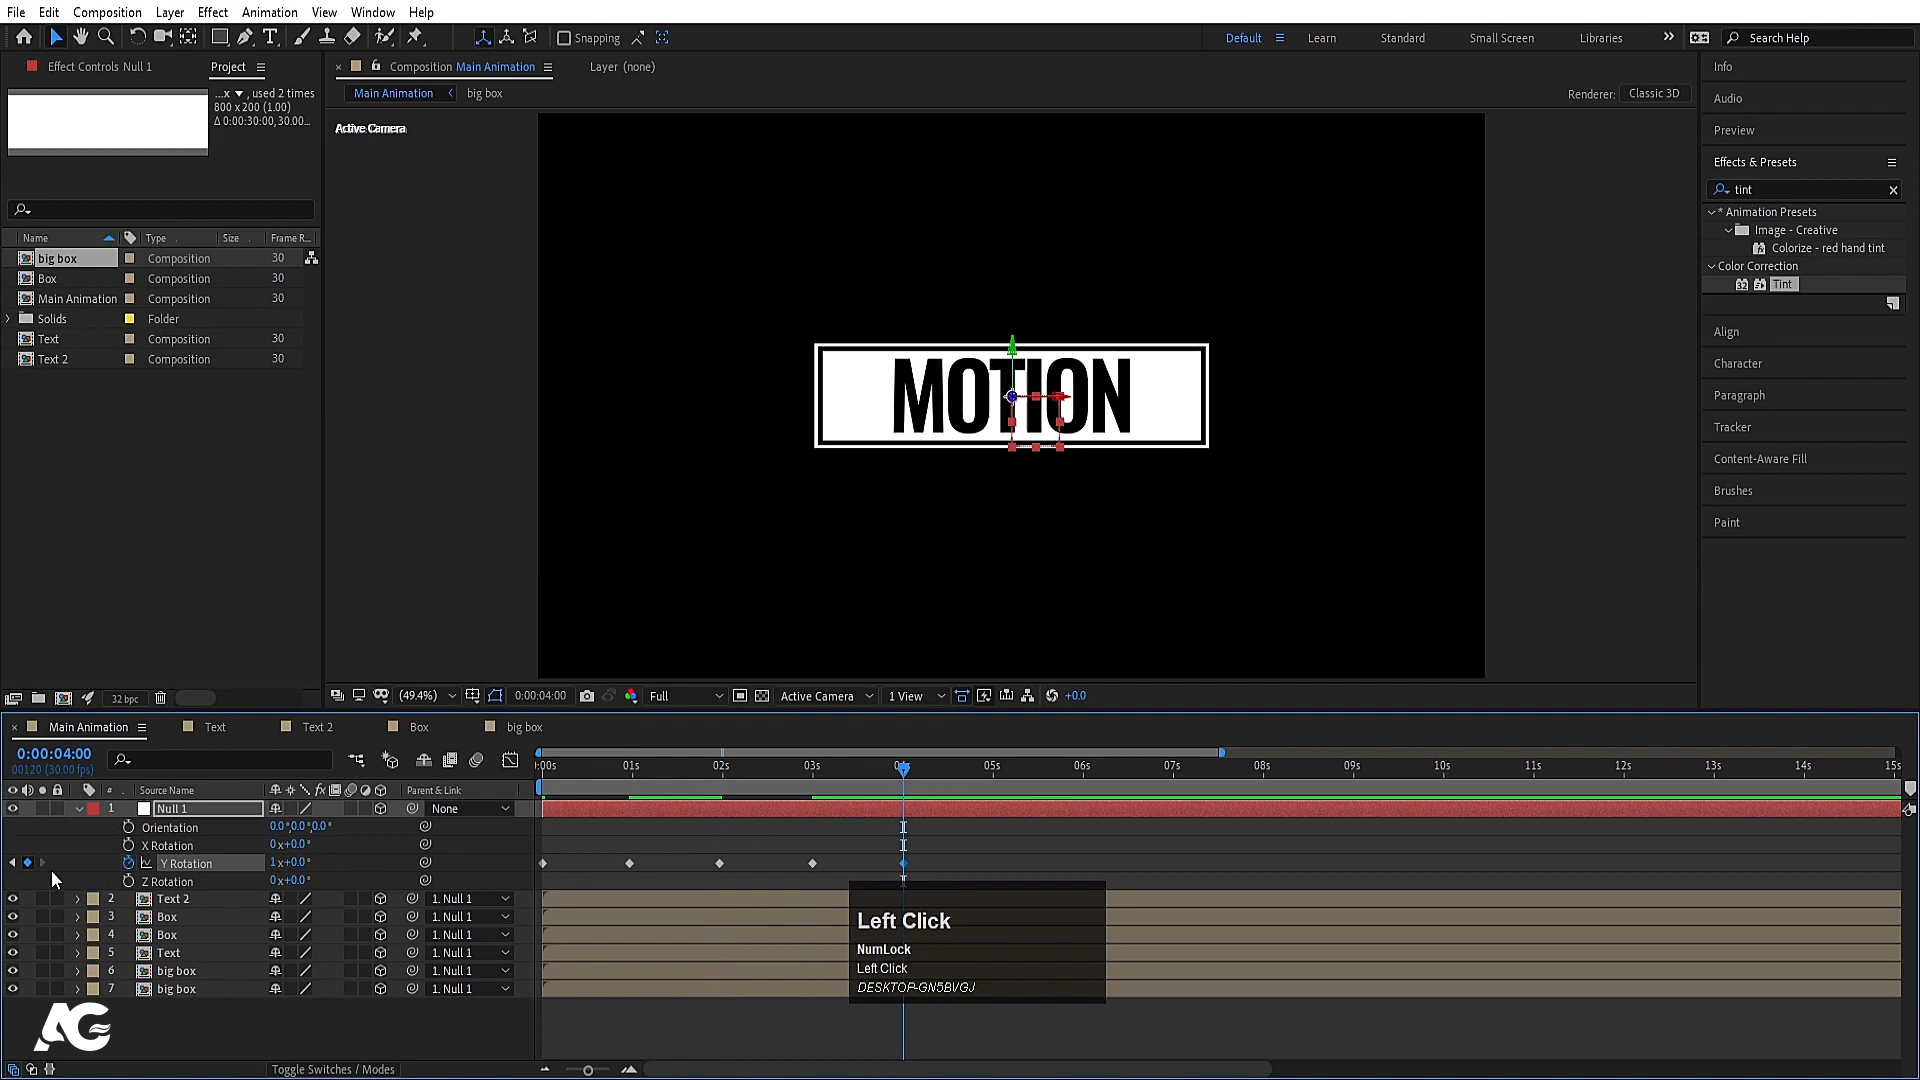 File Edit Composition Layer Effect Animation View Window Help
Snapping
Default Learn Standard Small Screen Libraries Search Help
Effect Controls Null 1 Project
...x ▼, used 2 times
800 x 200 (1.00)
Δ 0:00:30:00, 30.00...
Name Type Size Frame R...
big box Composition 30
Box Composition 30
Main Animation Composition 30
Solids Folder
Text Composition 30
Text 2 Composition 30
32 bpc
Composition Main Animation Layer (none)
Main Animation big box
Renderer: Classic 3D
Active Camera
MOTION
(49.4%) 0:00:04:00 Full Active Camera 1 View +0.0
Info
Audio
Preview
Effects & Presets
tint
* Animation Presets
Image - Creative
Colorize - red hand tint
Color Correction
32 Tint
Align
Character
Paragraph
Tracker
Content-Aware Fill
Brushes
Paint
Main Animation Text Text 2 Box big box
0:00:04:00
00120 (30.00 fps)
# Source Name fx Parent & Link
:00s 01s 02s 03s 05s 06s 07s 08s 09s 10s 11s 12s 13s 14s 15s
1 Null 1 None
Orientation 0.0°,0.0°,0.0°
X Rotation 0x+0.0°
Y Rotation 1x+0.0°
Z Rotation 0x+0.0°
2 Text 2 1. Null 1
3 Box 1. Null 1
4 Box 1. Null 1
5 Text 1. Null 1
6 big box 1. Null 1
7 big box 1. Null 1
Left Click
NumLock
Left Click
DESKTOP-GN5BVGJ
AG
Toggle Switches / Modes